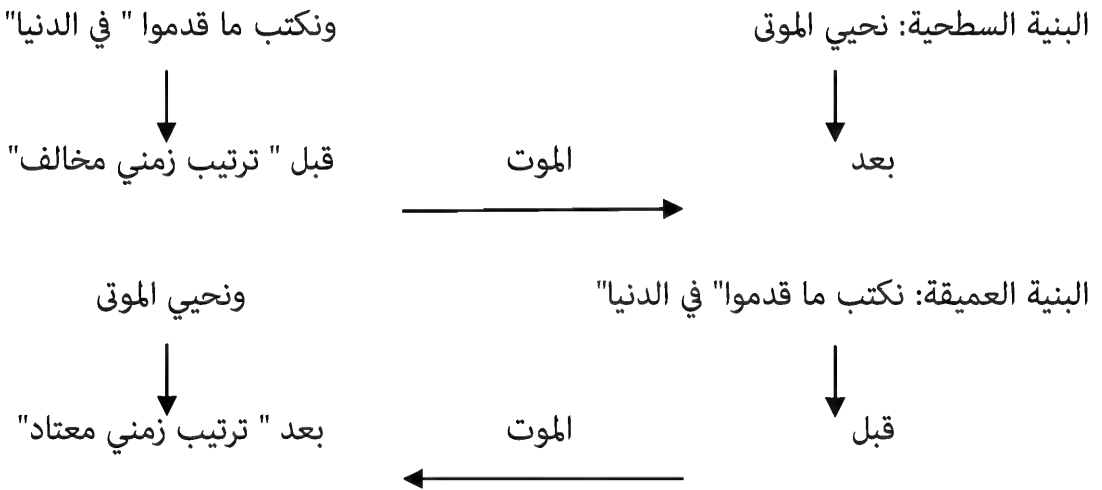 البنية السطحية: نحيي الموتى ونكتب ما قدموا " في الدنيا"
بعد الموت قبل " ترتيب زمني مخالف"
البنية العميقة: نكتب ما قدموا" في الدنيا" ونحيي الموتى
قبل الموت بعد " ترتيب زمني معتاد"